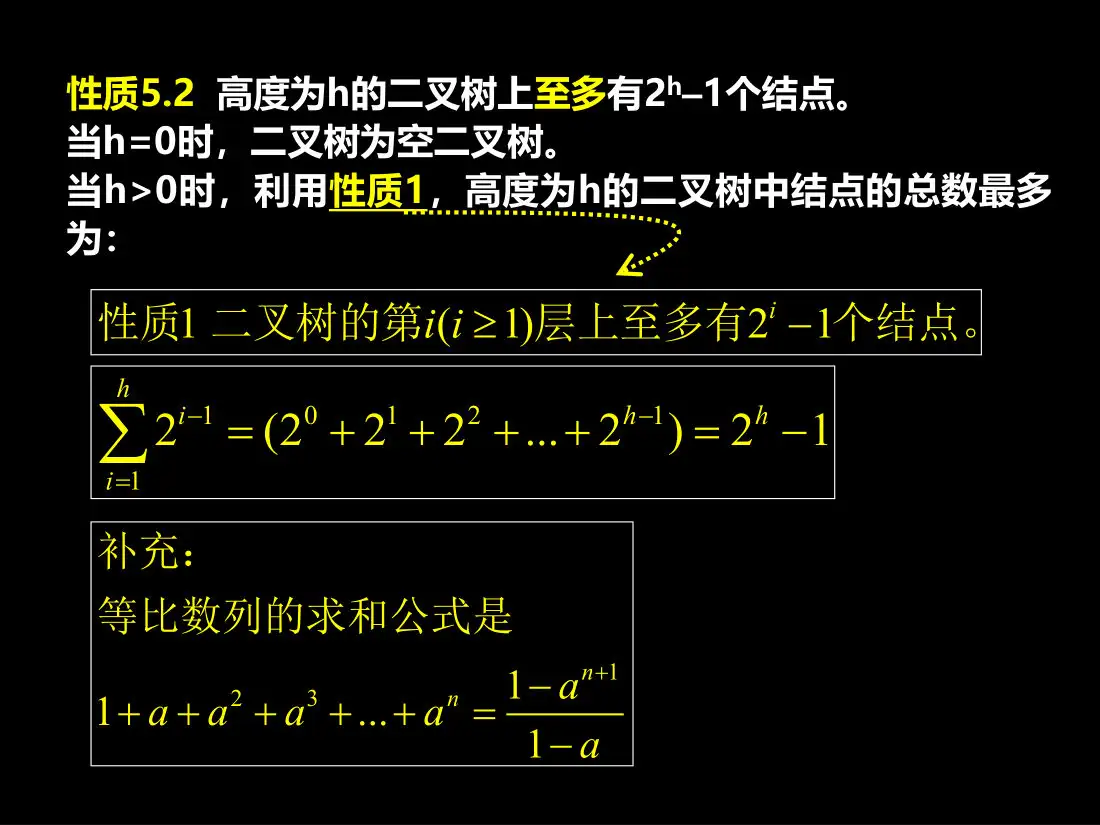 性质5.2 高度为h的二叉树上至多有2ʰ–1个结点。
当h=0时，二叉树为空二叉树。
当h>0时，利用性质1，高度为h的二叉树中结点的总数最多
为：
性质1 二叉树的第i(i ≥1)层上至多有2ⁱ −1个结点。
h
∑ 2ⁱ⁻¹ = (2⁰ + 2¹ + 2² + ... + 2ʰ⁻¹) = 2ʰ −1
i=1
补充：
等比数列的求和公式是
1+ a + a² + a³ + ... + aⁿ = (1− aⁿ⁺¹)/(1− a)